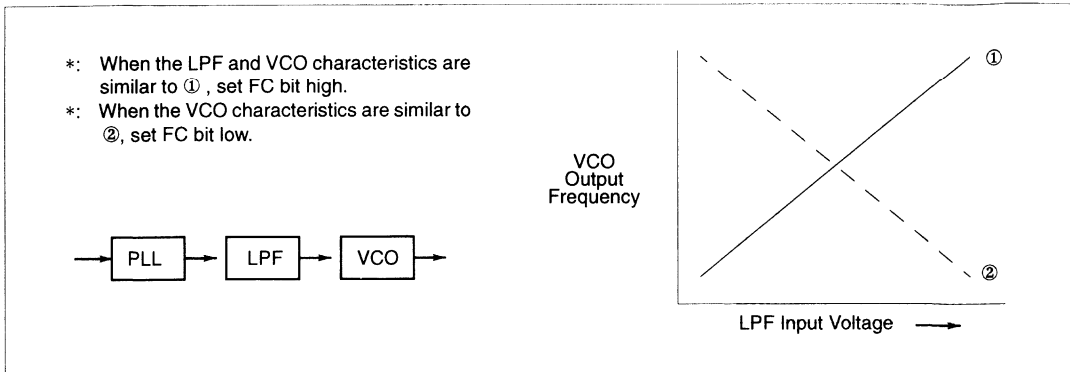 *: When the LPF and VCO characteristics are
similar to ①, set FC bit high.
*: When the VCO characteristics are similar to
②, set FC bit low.
PLL
LPF
VCO
VCO
Output
Frequency
①
②
LPF Input Voltage